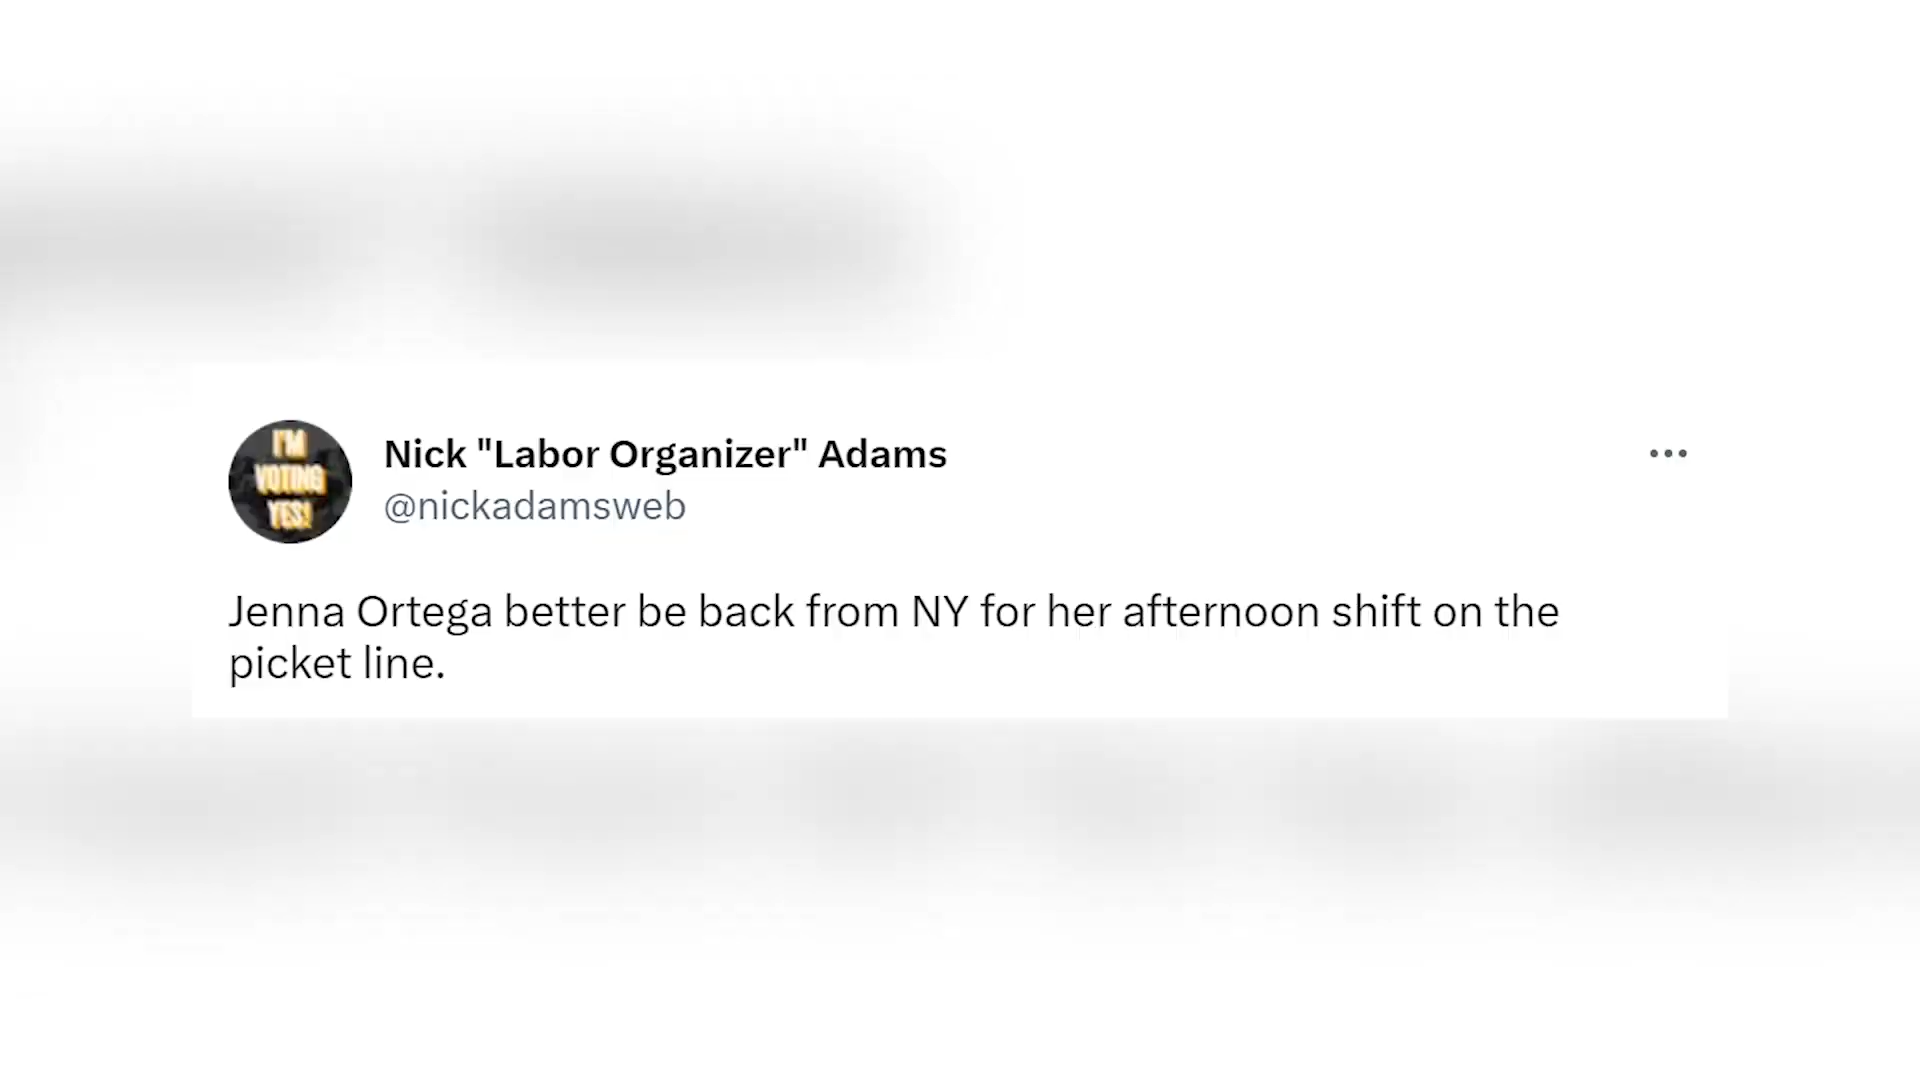 I'M
VOTING
YES!
Nick "Labor Organizer" Adams
@nickadamsweb
Jenna Ortega better be back from NY for her afternoon shift on the
picket line.